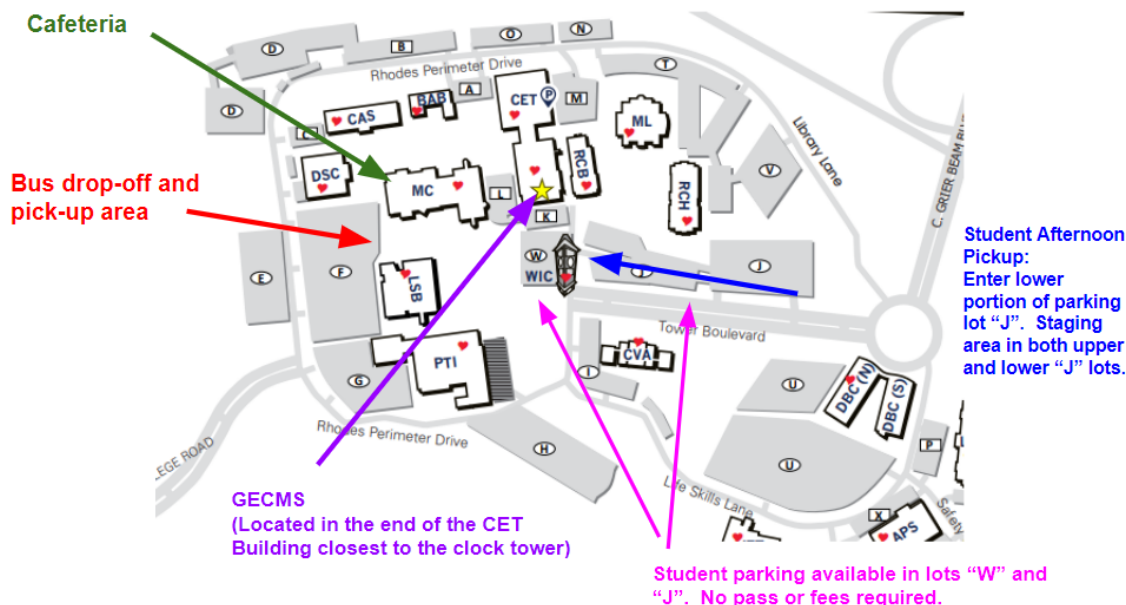 Cafeteria
Bus drop-off and
pick-up area
Student Afternoon
Pickup:
Enter lower
portion of parking
lot “J”. Staging
area in both upper
and lower “J” lots.
GECMS
(Located in the end of the CET
Building closest to the clock tower)
Student parking available in lots “W” and
“J”. No pass or fees required.
Rhodes Perimeter Drive
Library Lane
C. GRIER BEAM
Tower Boulevard
Rhodes Perimeter Drive
Life Skills Lane
Safety
LEGE ROAD
D
B
O
N
D
A
M
T
CAS
BAB
CET
P
ML
DSC
MC
L
RCB
V
RCH
K
E
F
LSB
W
WIC
J
J
G
PTI
I
CVA
U
DBC (N)
DBC (S)
H
U
P
X
APS